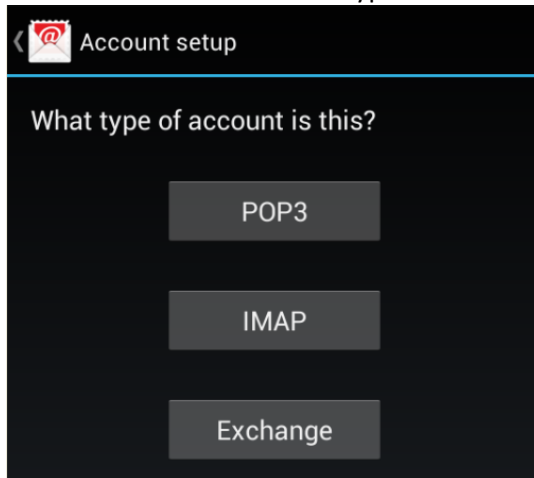 Account setup
What type of account is this?
POP3
IMAP
Exchange